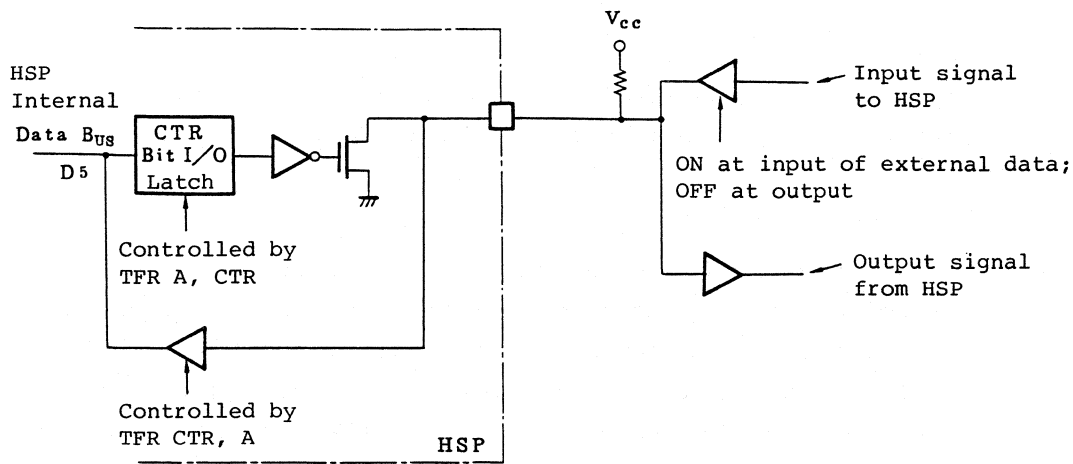 Vcc
HSP
Internal
Data BUS
D5
CTR
Bit I/O
Latch
Controlled by
TFR A, CTR
Controlled by
TFR CTR, A
HSP
Input signal
to HSP
ON at input of external data;
OFF at output
Output signal
from HSP